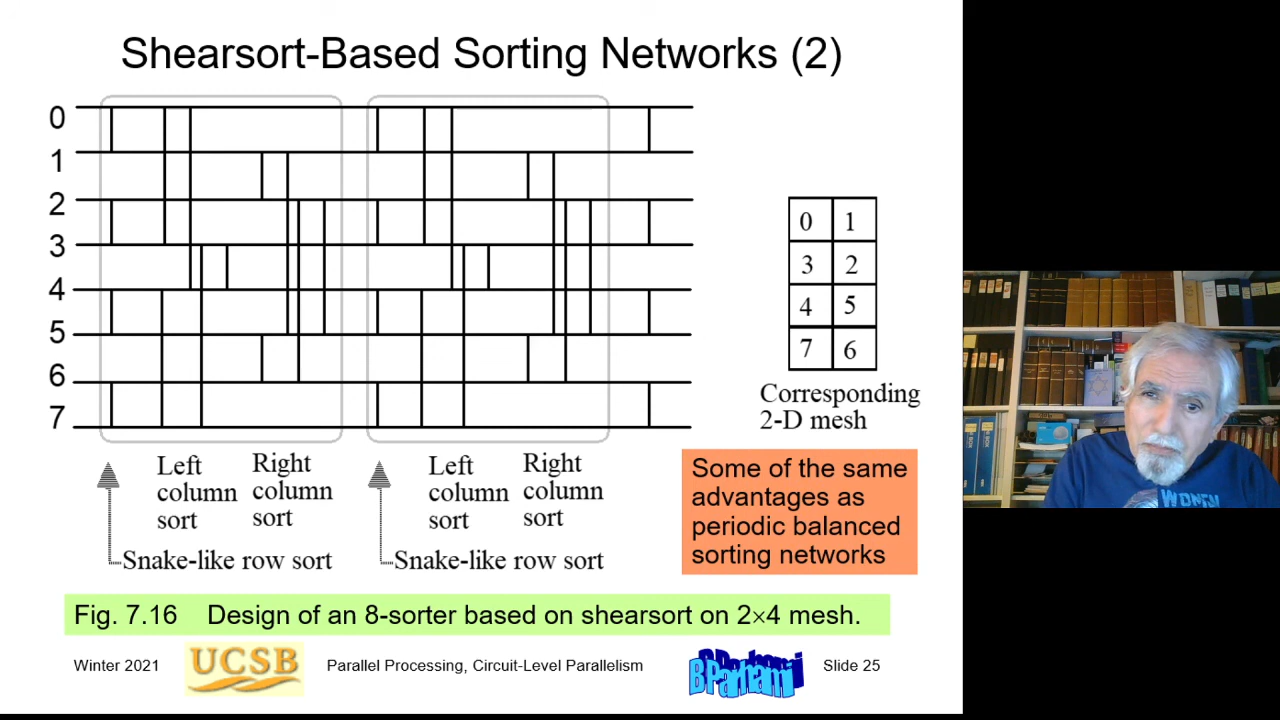 Shearsort-Based Sorting Networks (2)
0
1
2
3
4
5
6
7
Left
column
sort
Right
column
sort
Snake-like row sort
Left
column
sort
Right
column
sort
Snake-like row sort
0 1
3 2
4 5
7 6
Corresponding
2-D mesh
Some of the same
advantages as
periodic balanced
sorting networks
Fig. 7.16 Design of an 8-sorter based on shearsort on 2×4 mesh.
Winter 2021
UCSB
Parallel Processing, Circuit-Level Parallelism
B Parhami
Slide 25